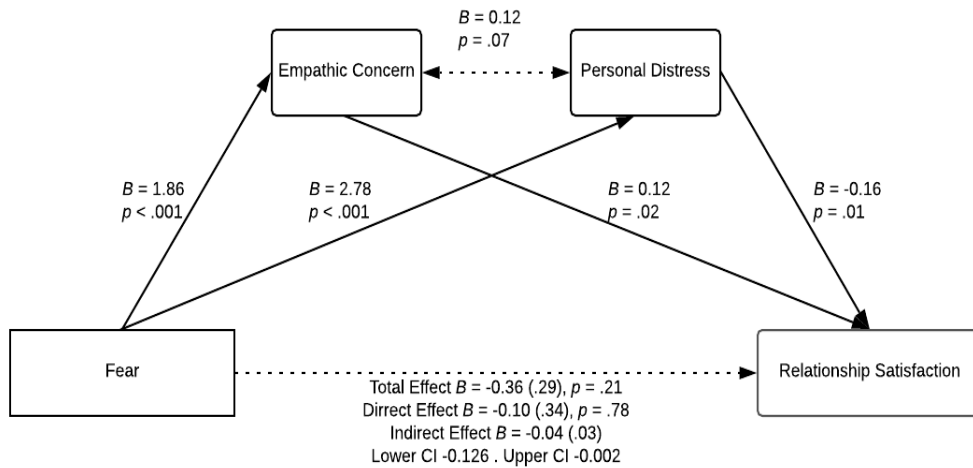 B = 0.12
p = .07
Empathic Concern
Personal Distress
B = 1.86
p < .001
B = 2.78
p < .001
B = 0.12
p = .02
B = -0.16
p = .01
Fear
Relationship Satisfaction
Total Effect B = -0.36 (.29), p = .21
Dirrect Effect B = -0.10 (.34), p = .78
Indirect Effect B = -0.04 (.03)
Lower CI -0.126 . Upper CI -0.002